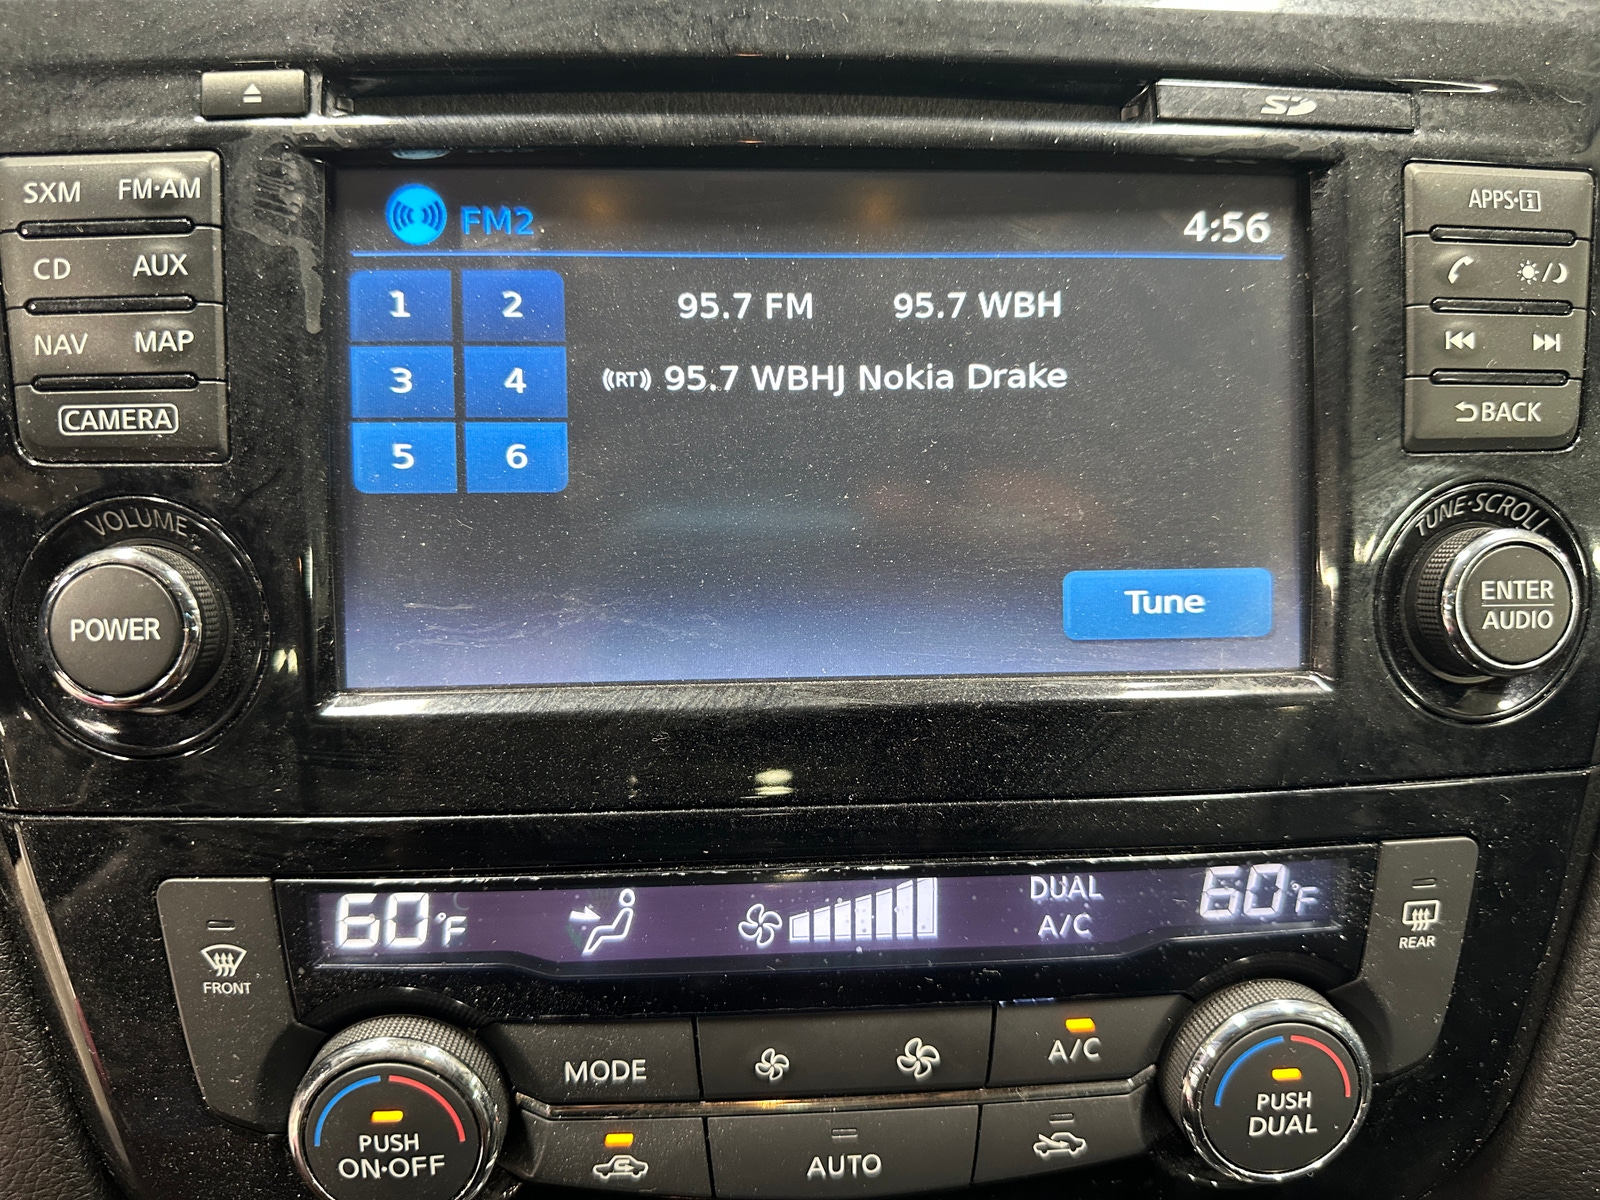 SD
SXM FM·AM
CD AUX
NAV MAP
CAMERA
VOLUME
POWER
FM2
4:56
1 2
3 4
5 6
95.7 FM 95.7 WBH
((RT)) 95.7 WBHJ Nokia Drake
Tune
APPS·i
BACK
TUNE·SCROLL
ENTER
AUDIO
60°F
DUAL
A/C
60°F
FRONT
REAR
MODE
A/C
PUSH
ON·OFF
AUTO
PUSH
DUAL